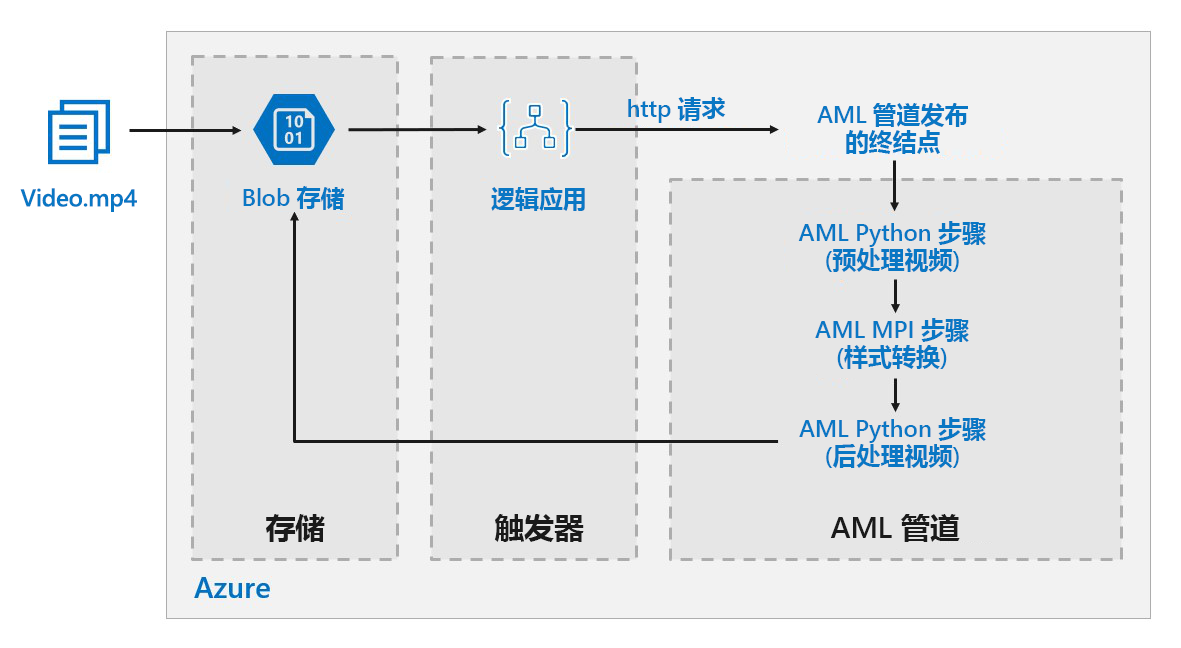 Video.mp4
10
01
Blob 存储
逻辑应用
http 请求
AML 管道发布
的终结点
AML Python 步骤
(预处理视频)
AML MPI 步骤
(样式转换)
AML Python 步骤
(后处理视频)
存储
触发器
AML 管道
Azure